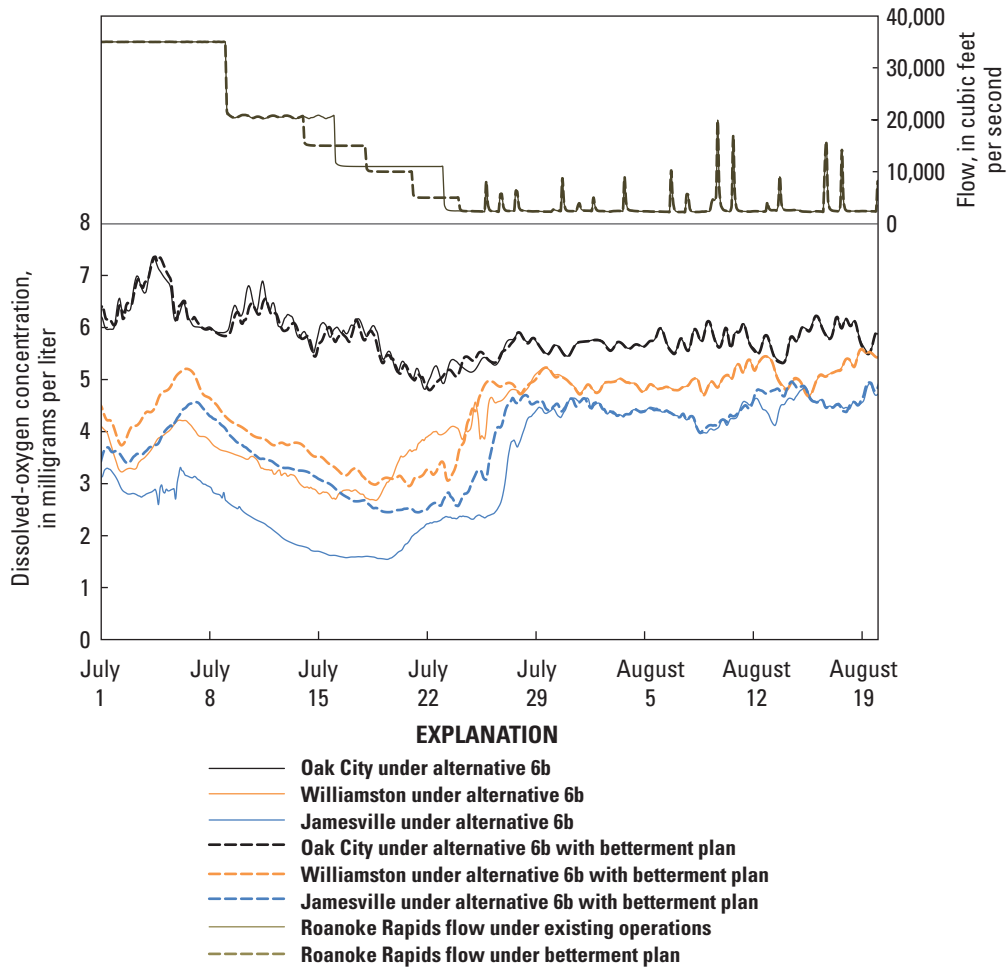 40,000
30,000
20,000
10,000
0
Flow, in cubic feet
per second
8
7
6
5
4
3
2
1
0
Dissolved-oxygen concentration,
in milligrams per liter
July July July July July August August August
1 8 15 22 29 5 12 19
EXPLANATION
Oak City under alternative 6b
Williamston under alternative 6b
Jamesville under alternative 6b
Oak City under alternative 6b with betterment plan
Williamston under alternative 6b with betterment plan
Jamesville under alternative 6b with betterment plan
Roanoke Rapids flow under existing operations
Roanoke Rapids flow under betterment plan